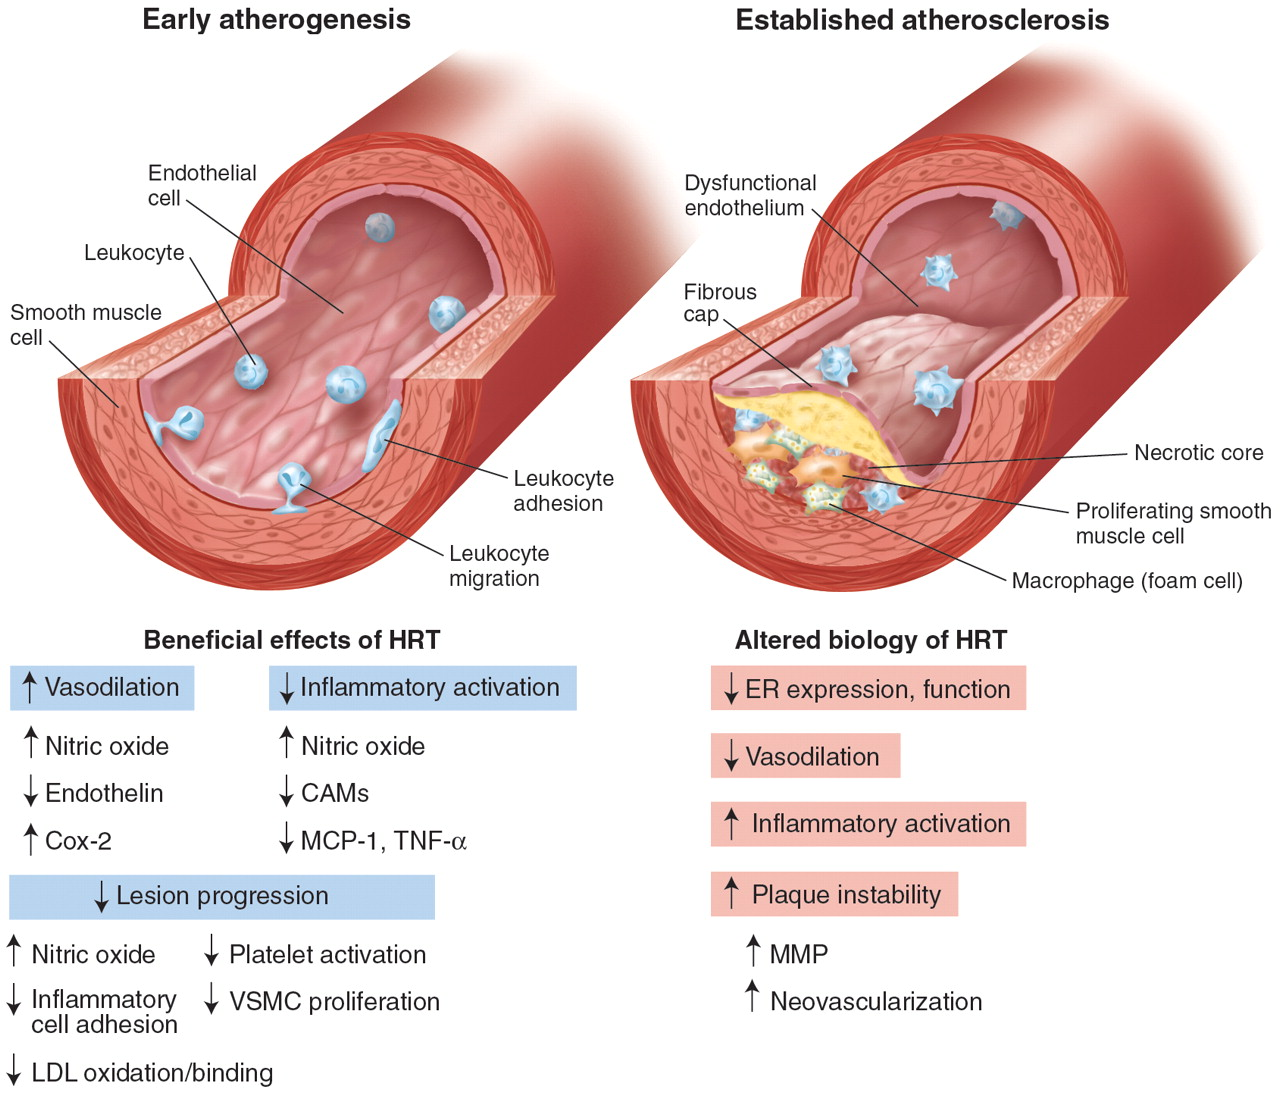 Early atherogenesis
Endothelial
cell
Leukocyte
Smooth muscle
cell
Leukocyte
adhesion
Leukocyte
migration
Established atherosclerosis
Dysfunctional
endothelium
Fibrous
cap
Necrotic core
Proliferating smooth
muscle cell
Macrophage (foam cell)
Beneficial effects of HRT
↑ Vasodilation
↑ Nitric oxide
↓ Endothelin
↑ Cox-2
↓ Inflammatory activation
↑ Nitric oxide
↓ CAMs
↓ MCP-1, TNF-α
↓ Lesion progression
↑ Nitric oxide
↓ Inflammatory
cell adhesion
↓ LDL oxidation/binding
↓ Platelet activation
↓ VSMC proliferation
Altered biology of HRT
↓ ER expression, function
↓ Vasodilation
↑ Inflammatory activation
↑ Plaque instability
↑ MMP
↑ Neovascularization